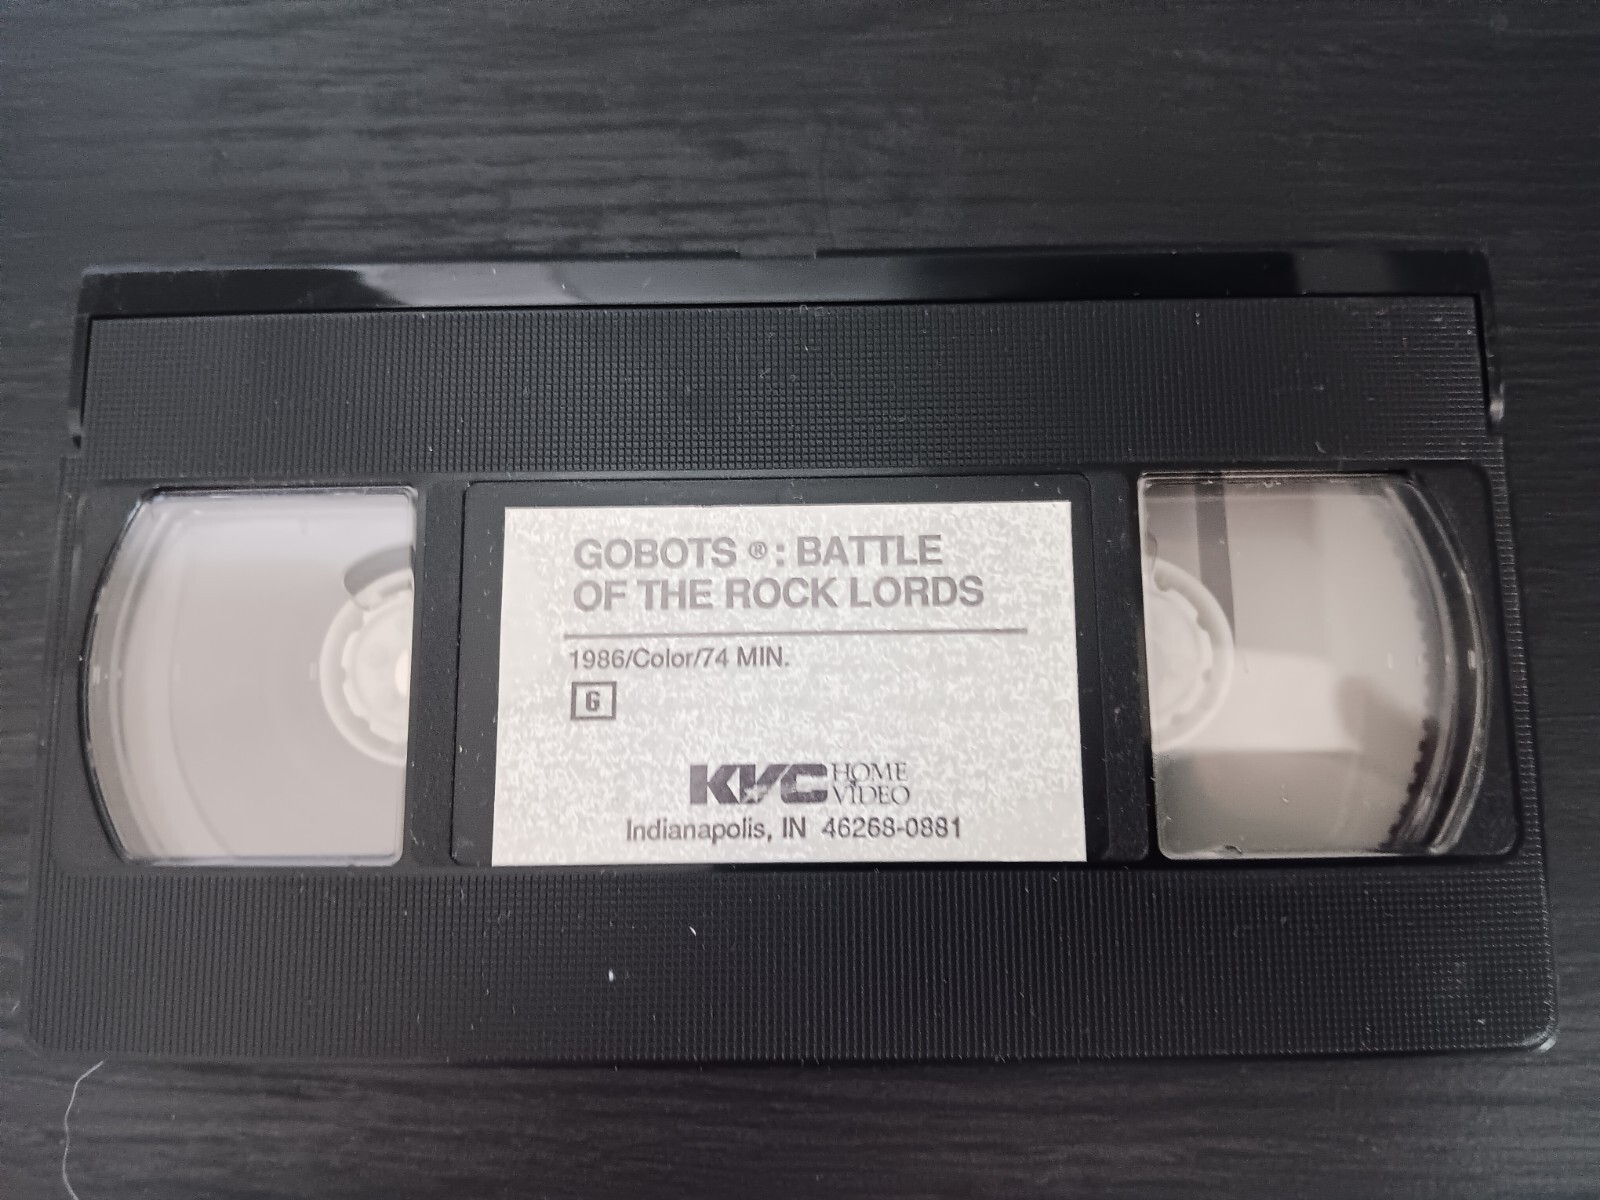 GOBOTS ®: BATTLE
OF THE ROCK LORDS
1986/Color/74 MIN.
G
KVC HOME
VIDEO
Indianapolis, IN 46268-0881